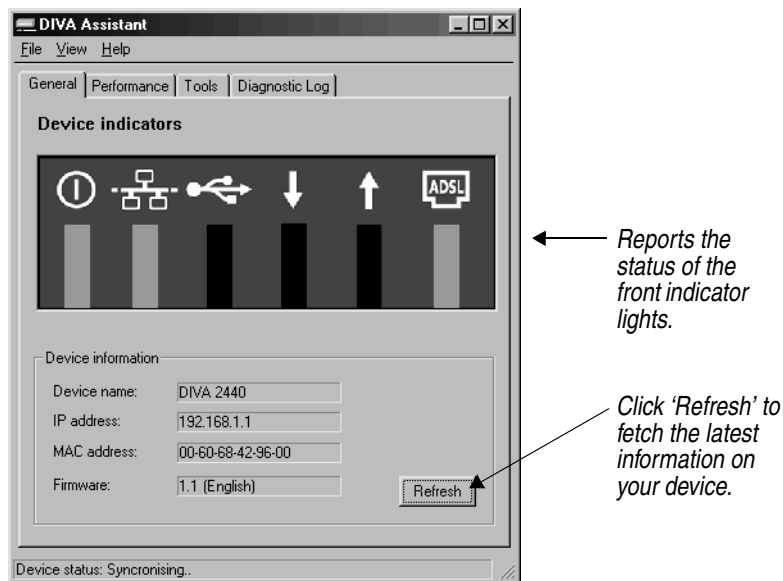 DIVA Assistant
File View Help
General Performance Tools Diagnostic Log
Device indicators
ADSL
Reports the
status of the
front indicator
lights.
Device information
Device name: DIVA 2440
IP address: 192.168.1.1
MAC address: 00-60-68-42-96-00
Firmware: 1.1 (English)
Refresh
Click 'Refresh' to
fetch the latest
information on
your device.
Device status: Syncronising..